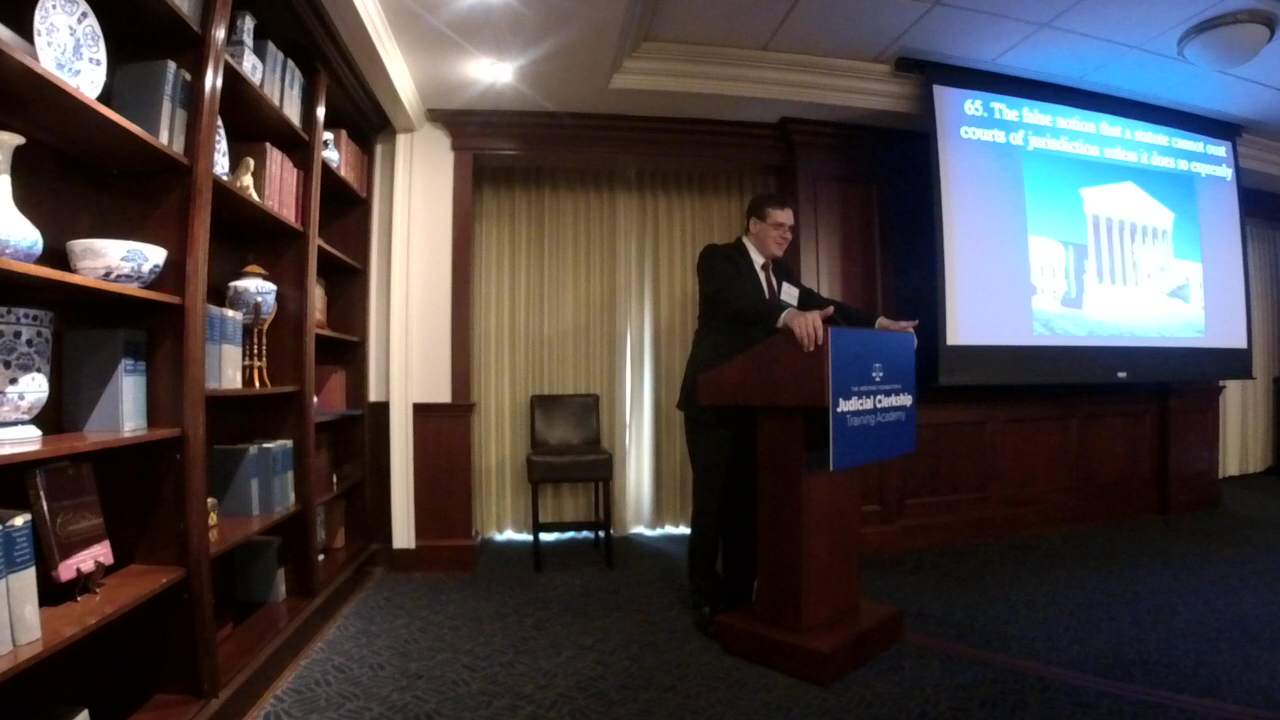 65. The false notion that a statute cannot oust
courts of jurisdiction unless it does so expressly
THE HERITAGE FOUNDATION'S
Judicial Clerkship
Training Academy